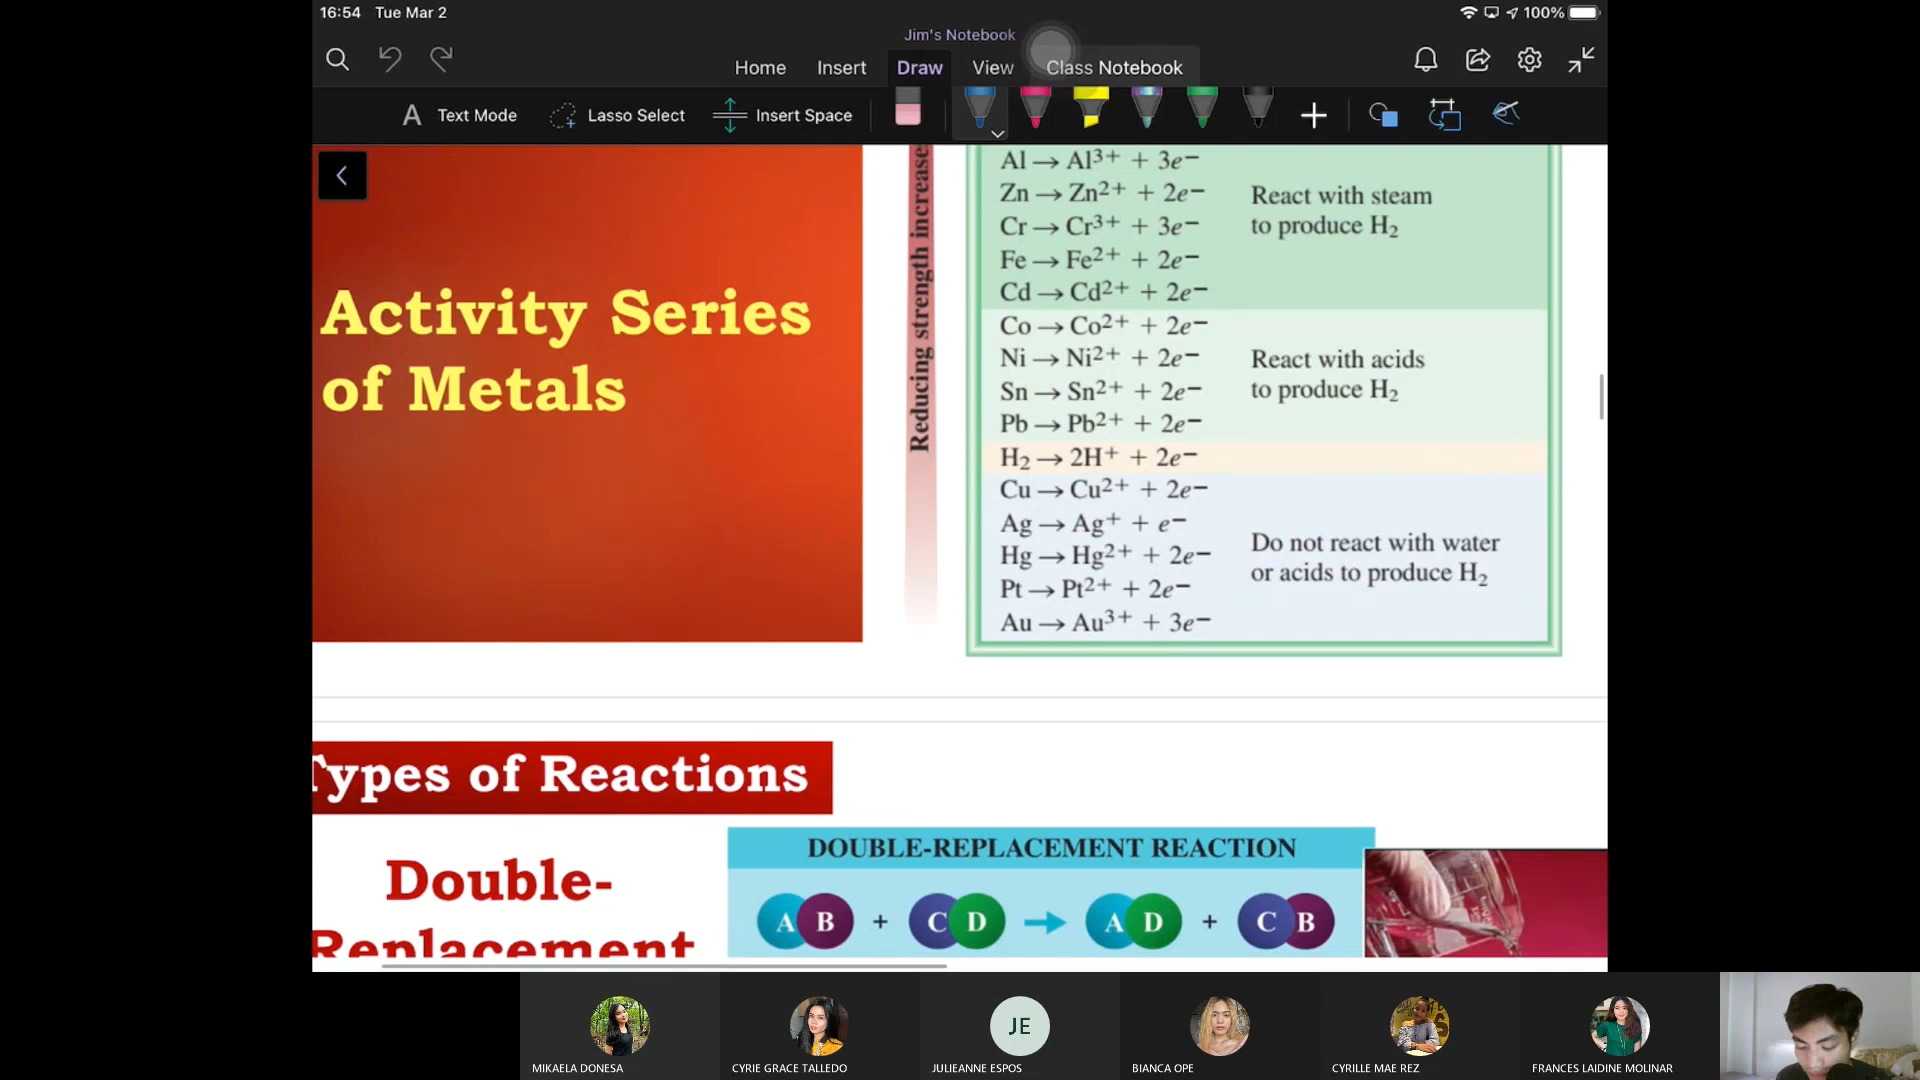 16:54 Tue Mar 2
100%
Jim's Notebook
Home Insert Draw View Class Notebook
A Text Mode Lasso Select Insert Space
Activity Series
of Metals
Reducing strength increase
Al → Al³⁺ + 3e⁻
Zn → Zn²⁺ + 2e⁻
Cr → Cr³⁺ + 3e⁻
Fe → Fe²⁺ + 2e⁻
Cd → Cd²⁺ + 2e⁻
React with steam
to produce H₂
Co → Co²⁺ + 2e⁻
Ni → Ni²⁺ + 2e⁻
Sn → Sn²⁺ + 2e⁻
Pb → Pb²⁺ + 2e⁻
React with acids
to produce H₂
H₂ → 2H⁺ + 2e⁻
Cu → Cu²⁺ + 2e⁻
Ag → Ag⁺ + e⁻
Hg → Hg²⁺ + 2e⁻
Pt → Pt²⁺ + 2e⁻
Au → Au³⁺ + 3e⁻
Do not react with water
or acids to produce H₂
Types of Reactions
Double-
Replacement
DOUBLE-REPLACEMENT REACTION
A B + C D → A D + C B
JE
MIKAELA DONESA CYRIE GRACE TALLEDO JULIEANNE ESPOS BIANCA OPE CYRILLE MAE REZ FRANCES LAIDINE MOLINAR